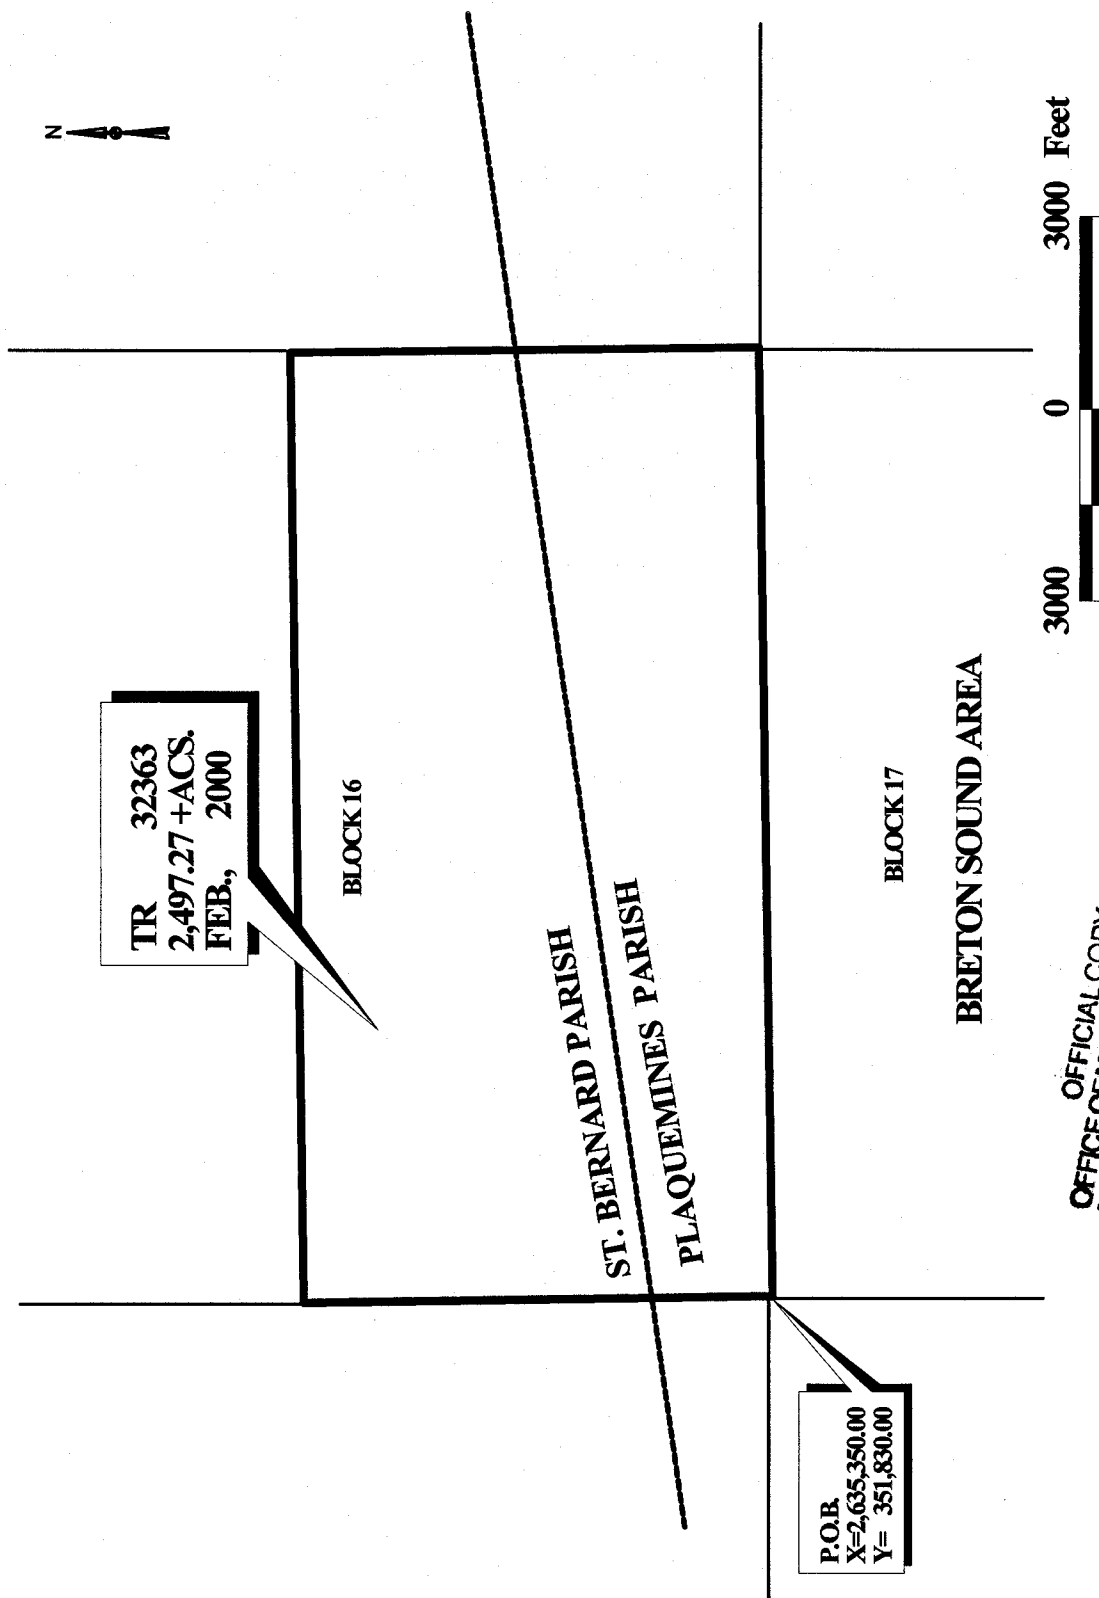 N
TR 32363
2,497.27 +ACS.
FEB., 2000
BLOCK 16
ST. BERNARD PARISH
PLAQUEMINES PARISH
P.O.B.
X=2,635,350.00
Y= 351,830.00
BLOCK 17
BRETON SOUND AREA
3000 0 3000 Feet
OFFICIAL COPY